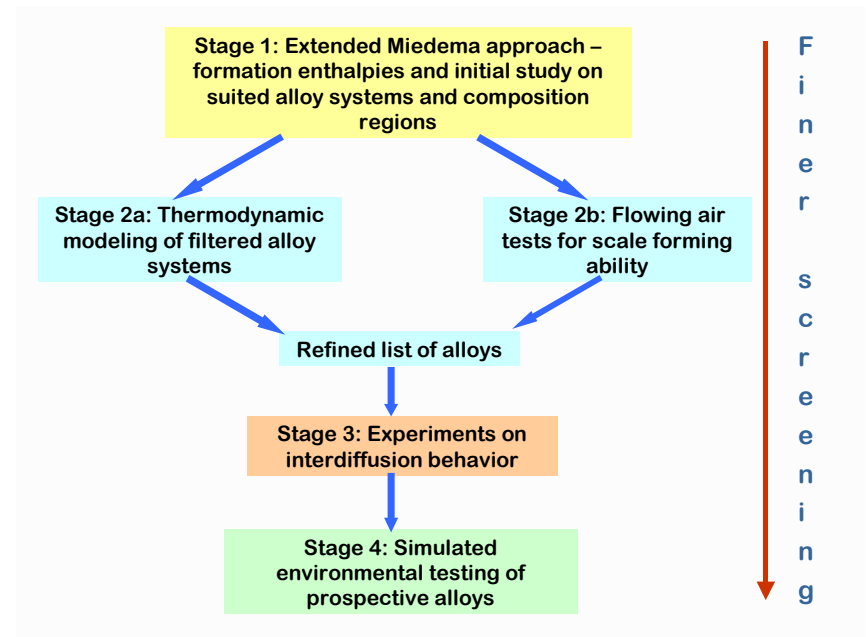 Stage 1: Extended Miedema approach –
formation enthalpies and initial study on
suited alloy systems and composition
regions
Stage 2a: Thermodynamic
modeling of filtered alloy
systems
Stage 2b: Flowing air
tests for scale forming
ability
Refined list of alloys
Stage 3: Experiments on
interdiffusion behavior
Stage 4: Simulated
environmental testing of
prospective alloys
Finer screening